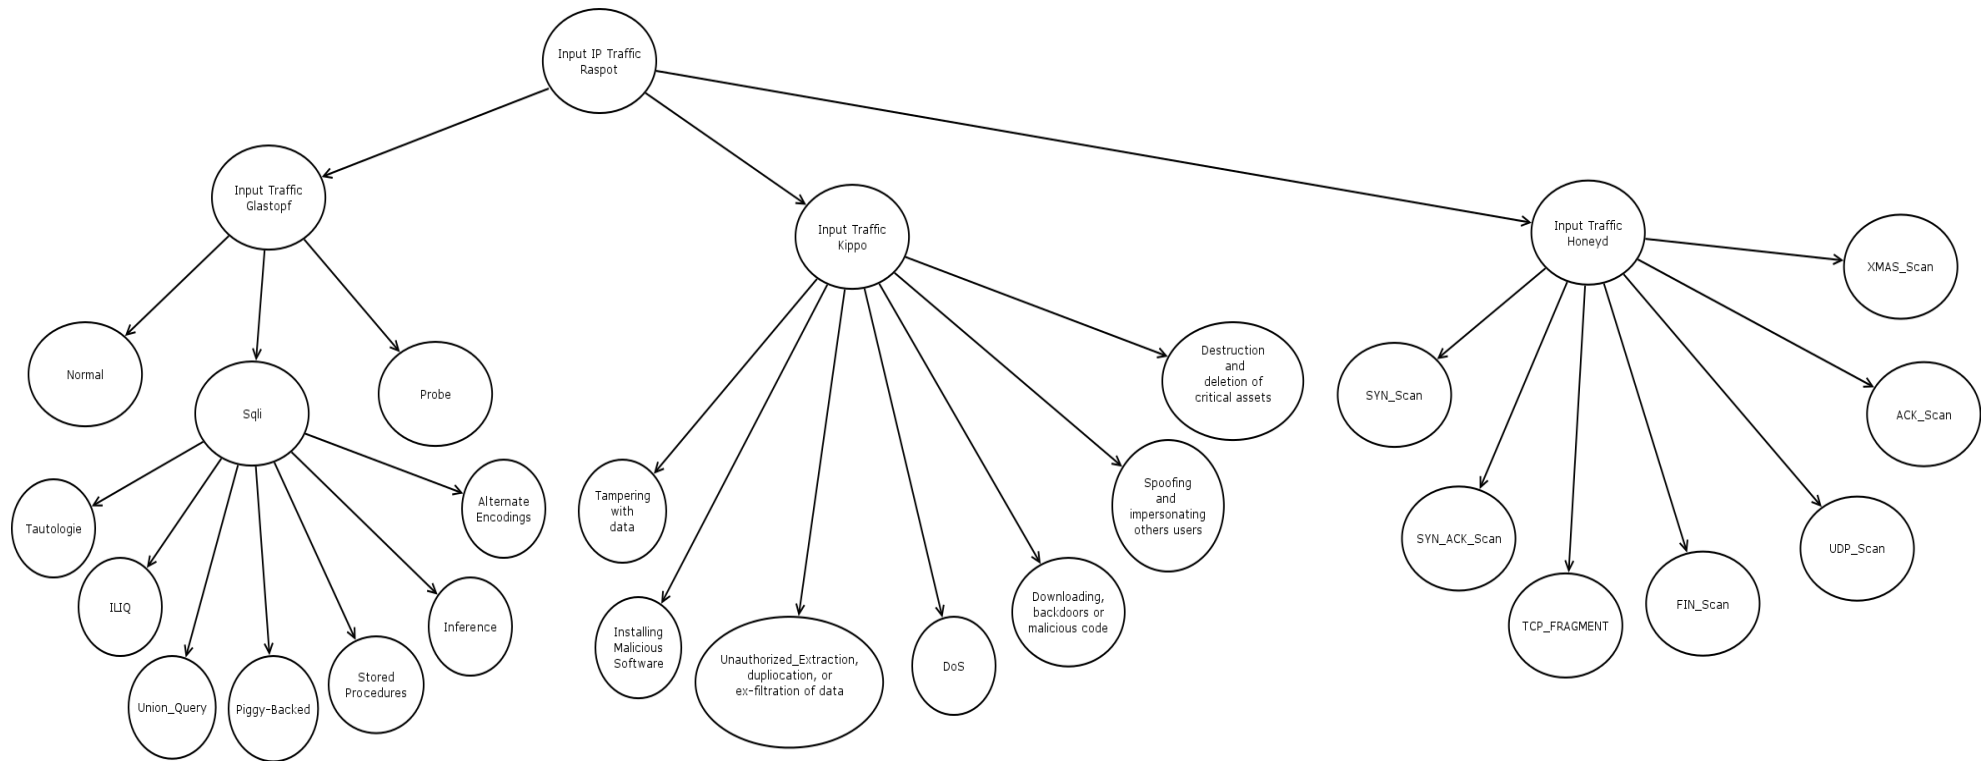 Input IP Traffic
Raspot
Input Traffic
Glastopf
Input Traffic
Kippo
Input Traffic
Honeyd
Normal
Sqli
Probe
Tautologie
ILIQ
Union_Query
Piggy-Backed
Stored
Procedures
Inference
Alternate
Encodings
Tampering
with
data
Installing
Malicious
Software
Unauthorized_Extraction,
duplocation, or
ex-filtration of data
DoS
Downloading,
backdoors or
malicious code
Spoofing
and
impersonating
others users
Destruction
and
deletion of
critical assets
SYN_Scan
SYN_ACK_Scan
TCP_FRAGMENT
FIN_Scan
UDP_Scan
ACK_Scan
XMAS_Scan